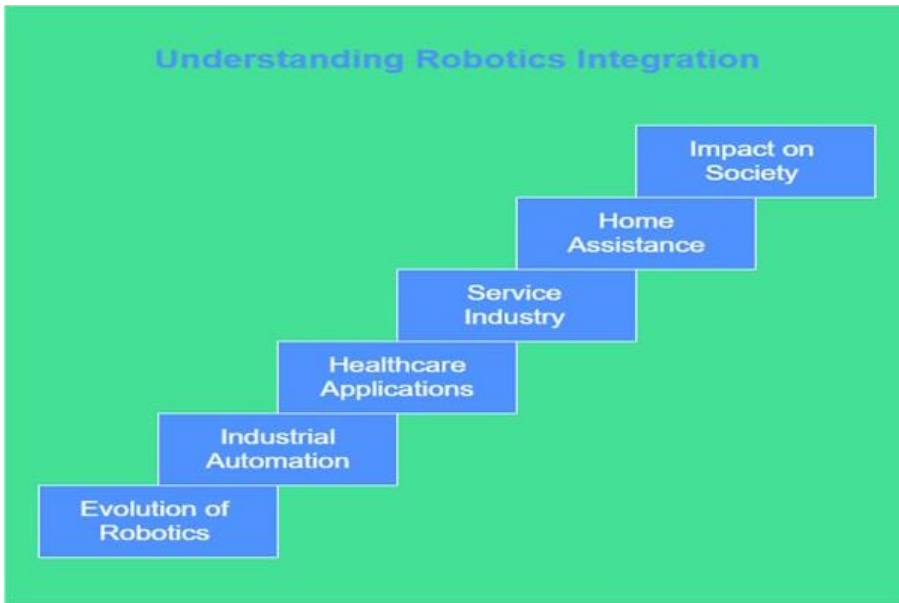 Understanding Robotics Integration
Impact on
Society
Home
Assistance
Service
Industry
Healthcare
Applications
Industrial
Automation
Evolution of
Robotics